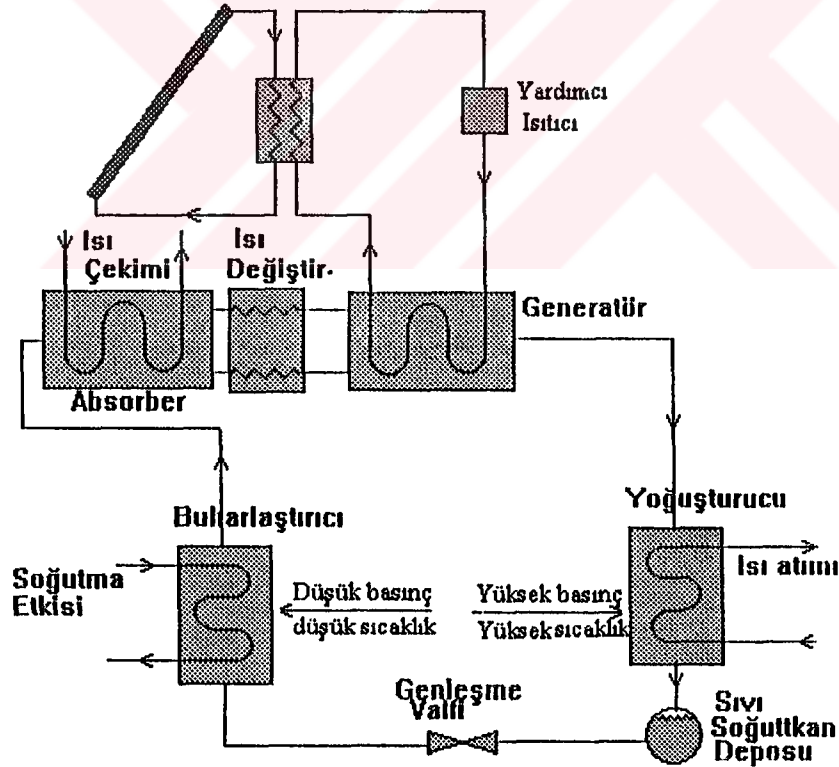 Yardımcı
Isıtıcı
Isı
Çekimi
Isı
Değiştir.
Generatör
Absorber
Yoğuşturucu
Buharlaştırıcı
Isı atımı
Soğutma
Etkisi
Düşük basınç
düşük sıcaklık
Yüksek basınç
Yüksek sıcaklık
Genleşme
Valfi
Sıvı
Soğuttkan
Deposu